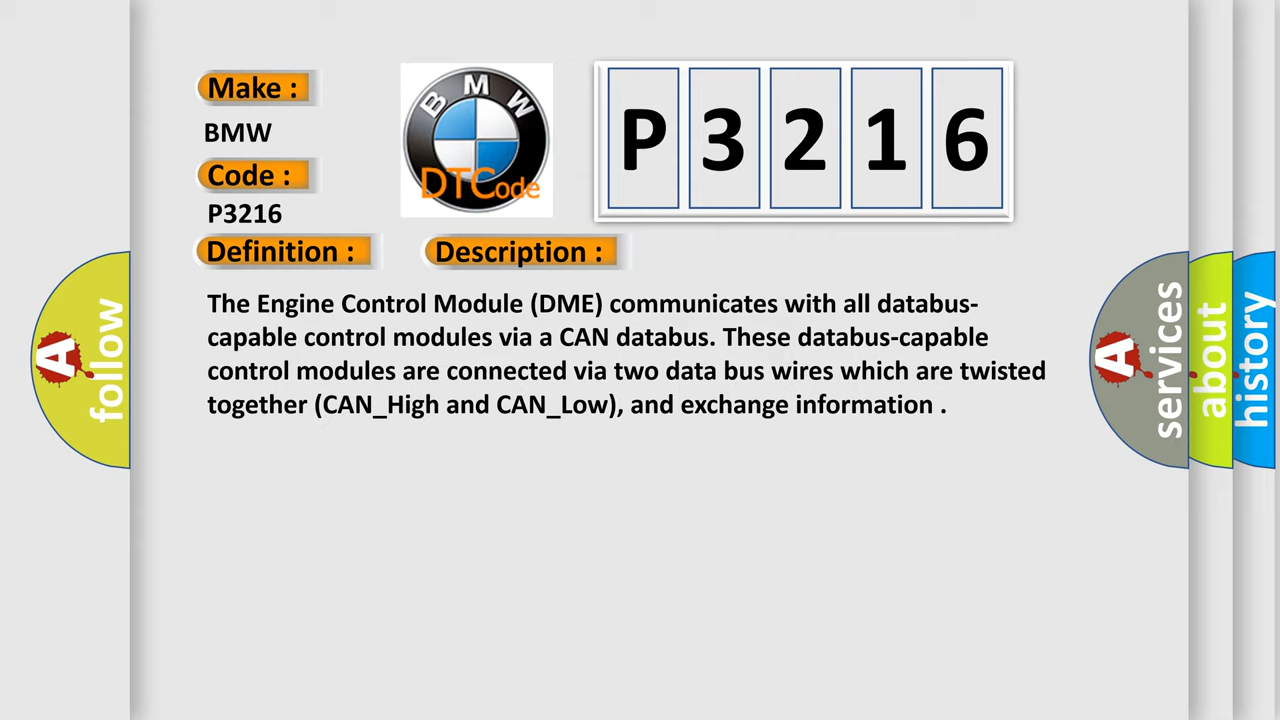 Make :
BMW
Code :
P3216
Definition :
Description :
BMW
DTCode
P 3 2 1 6
The Engine Control Module (DME) communicates with all databus-
capable control modules via a CAN databus. These databus-capable
control modules are connected via two data bus wires which are twisted
together (CAN_High and CAN_Low), and exchange information .
A
follow
A
services
about
history